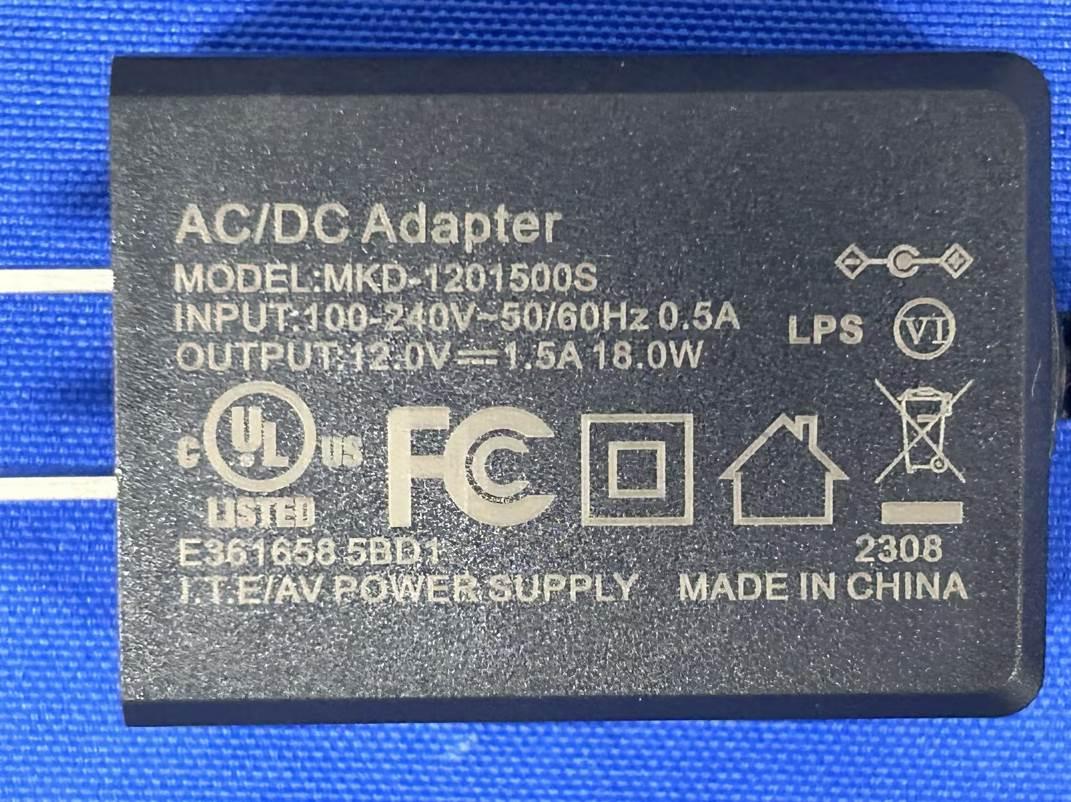 AC/DC Adapter
MODEL:MKD-1201500S
INPUT:100-240V~50/60Hz 0.5A
OUTPUT:12.0V⎓1.5A 18.0W
LPS VI
C UL US
LISTED
FC
E361658 5BD1
2308
I.T.E/AV POWER SUPPLY
MADE IN CHINA